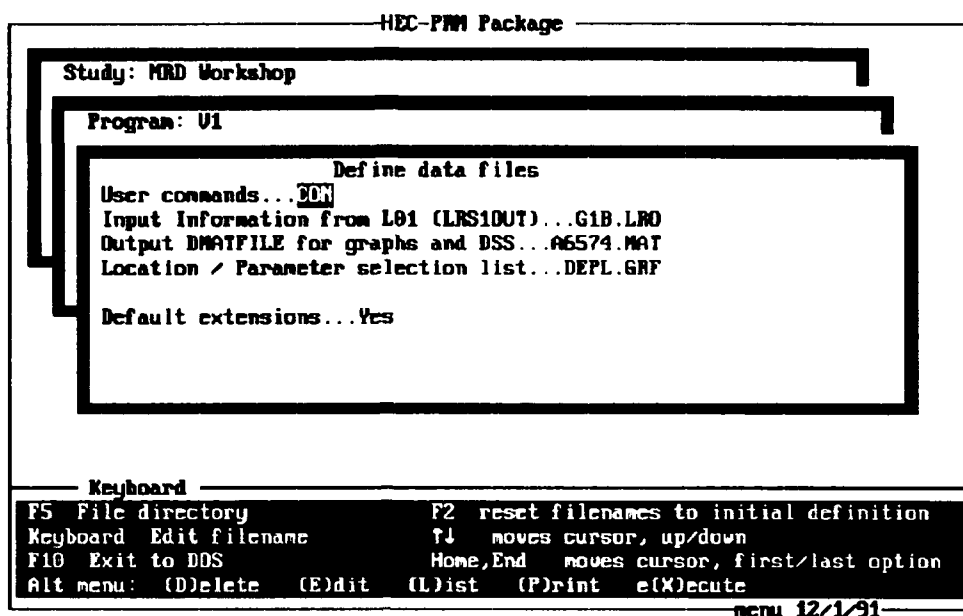 HEC-PRM Package
Study: MRD Workshop
Program: V1
Define data files
User commands...CON
Input Information from L01 (LRS1OUT)...G1B.LRO
Output DMATFILE for graphs and DSS...A6574.MAT
Location / Parameter selection list...DEPL.GRF
Default extensions...Yes
Keyboard
F5 File directory F2 reset filenames to initial definition
Keyboard Edit filename ↑↓ moves cursor, up/down
F10 Exit to DOS Home,End moves cursor, first/last option
Alt menu: (D)elete (E)dit (L)ist (P)rint e(X)ecute
menu 12/1/91